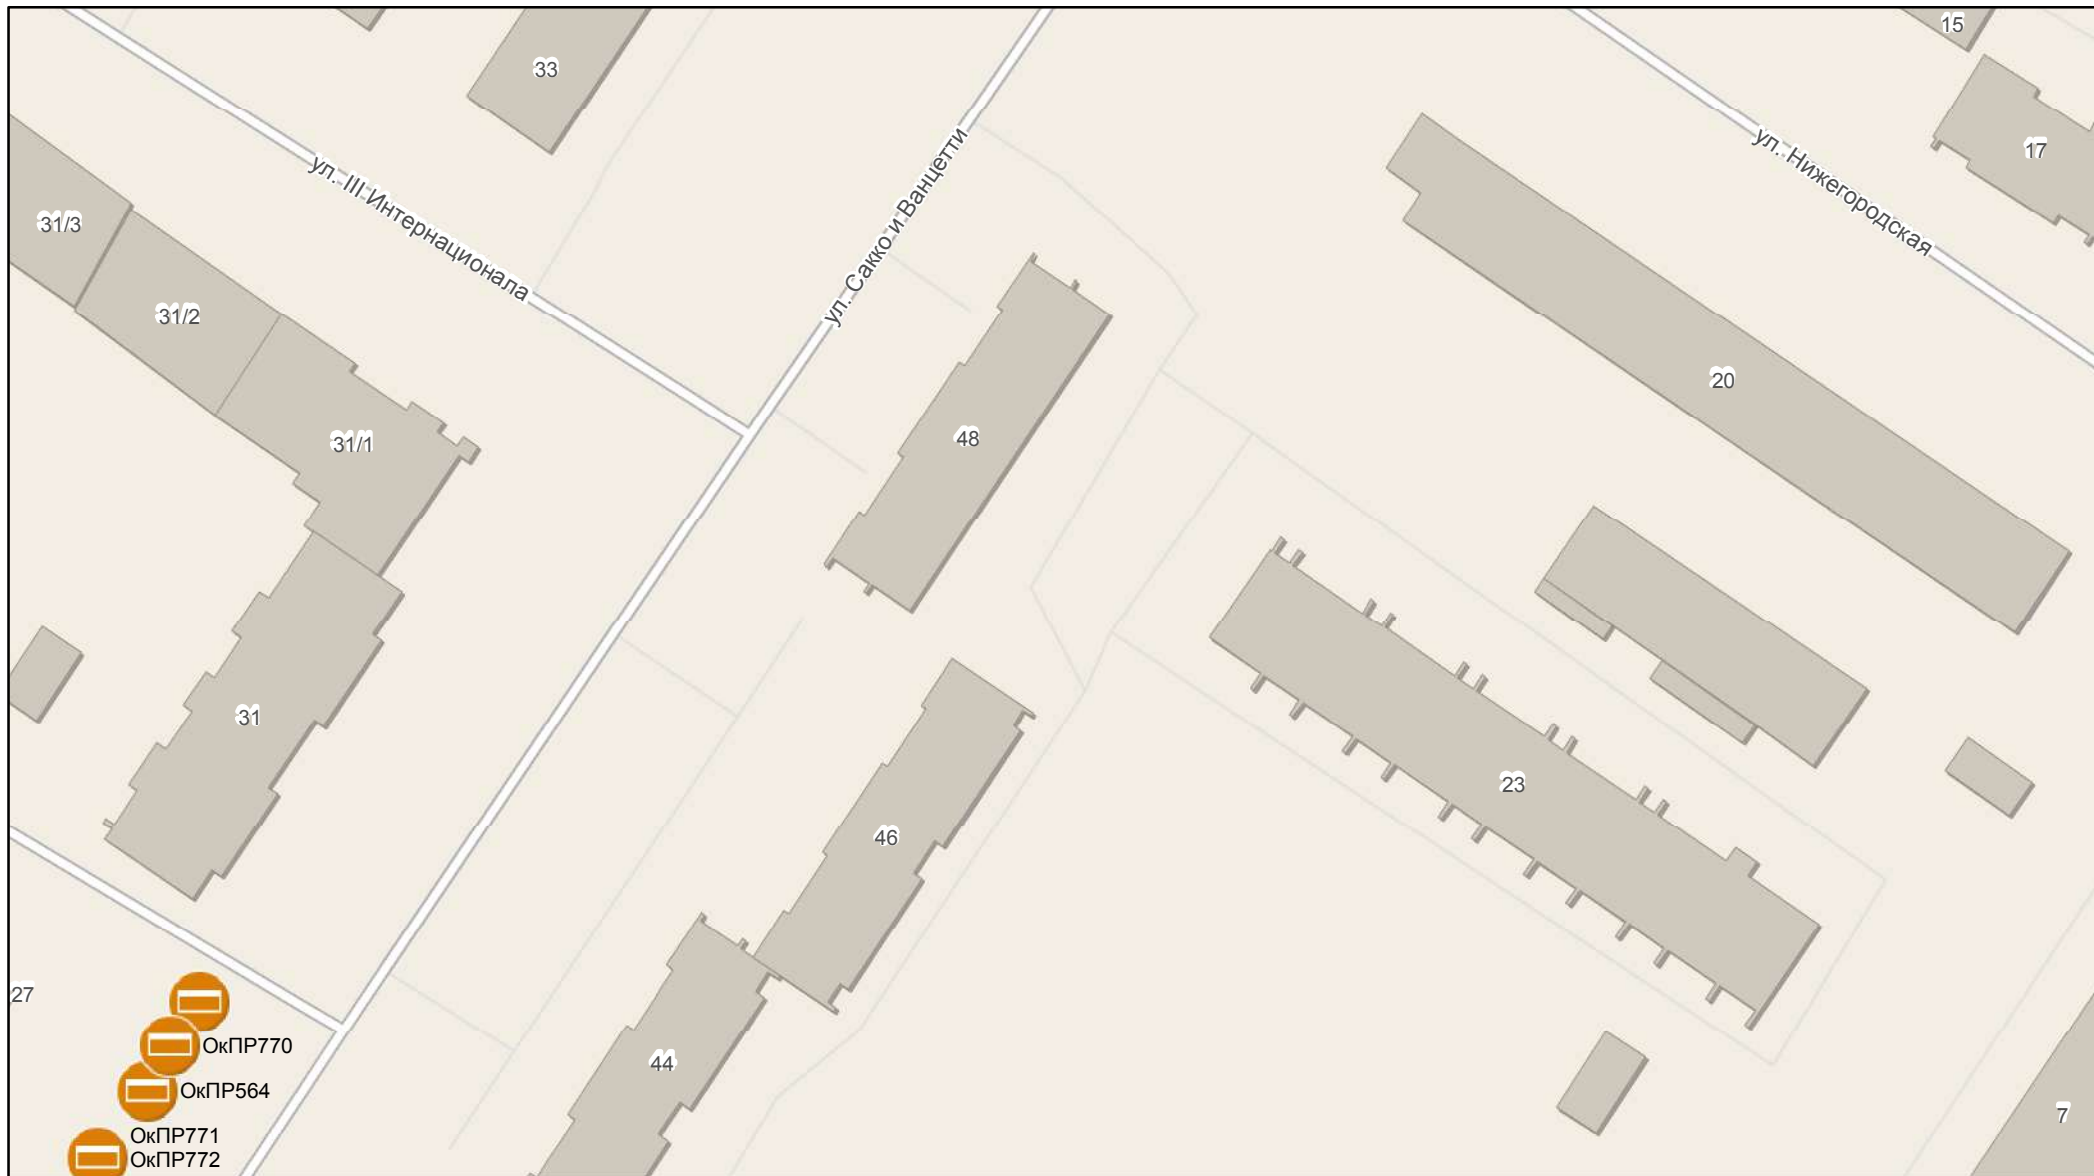 15
33
17
ул. III Интернационала
ул. Сакко и Ванцетти
ул. Нижегородская
31/3
31/2
20
48
31/1
31
23
46
27
ОкПР770
44
ОкПР564
7
ОкПР771
ОкПР772